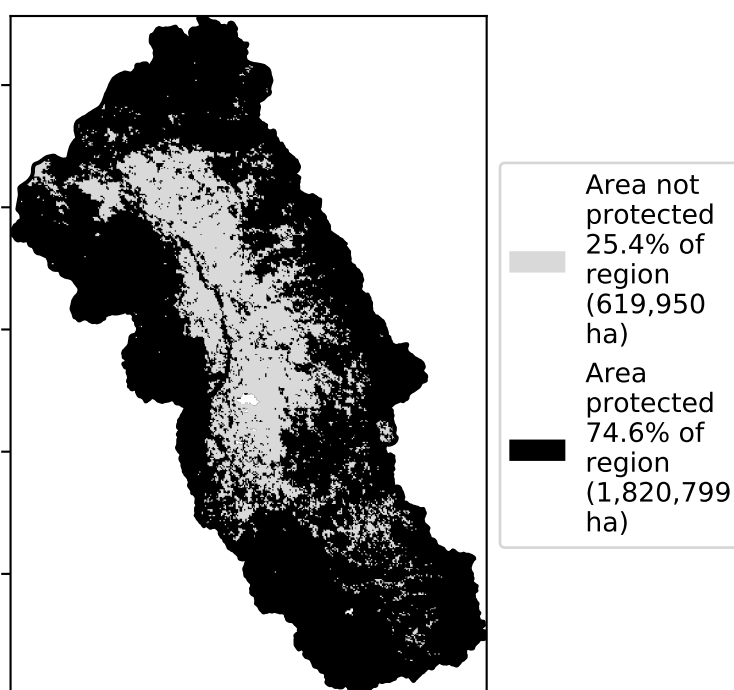 Area not
protected
25.4% of
region
(619,950
ha)
Area
protected
74.6% of
region
(1,820,799
ha)